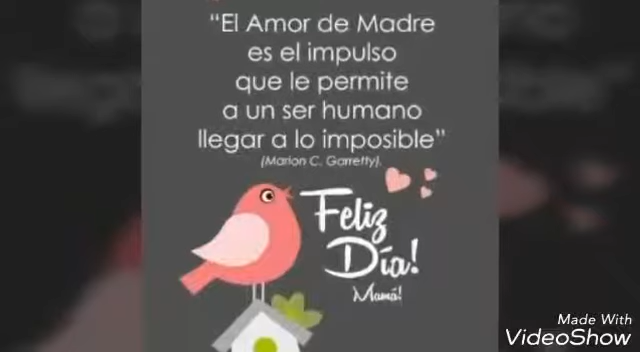 “El Amor de Madre
es el impulso
que le permite
a un ser humano
llegar a lo imposible”
(Marion C. Garretty).
Feliz
Día!
Mamá!
Made With
VideoShow